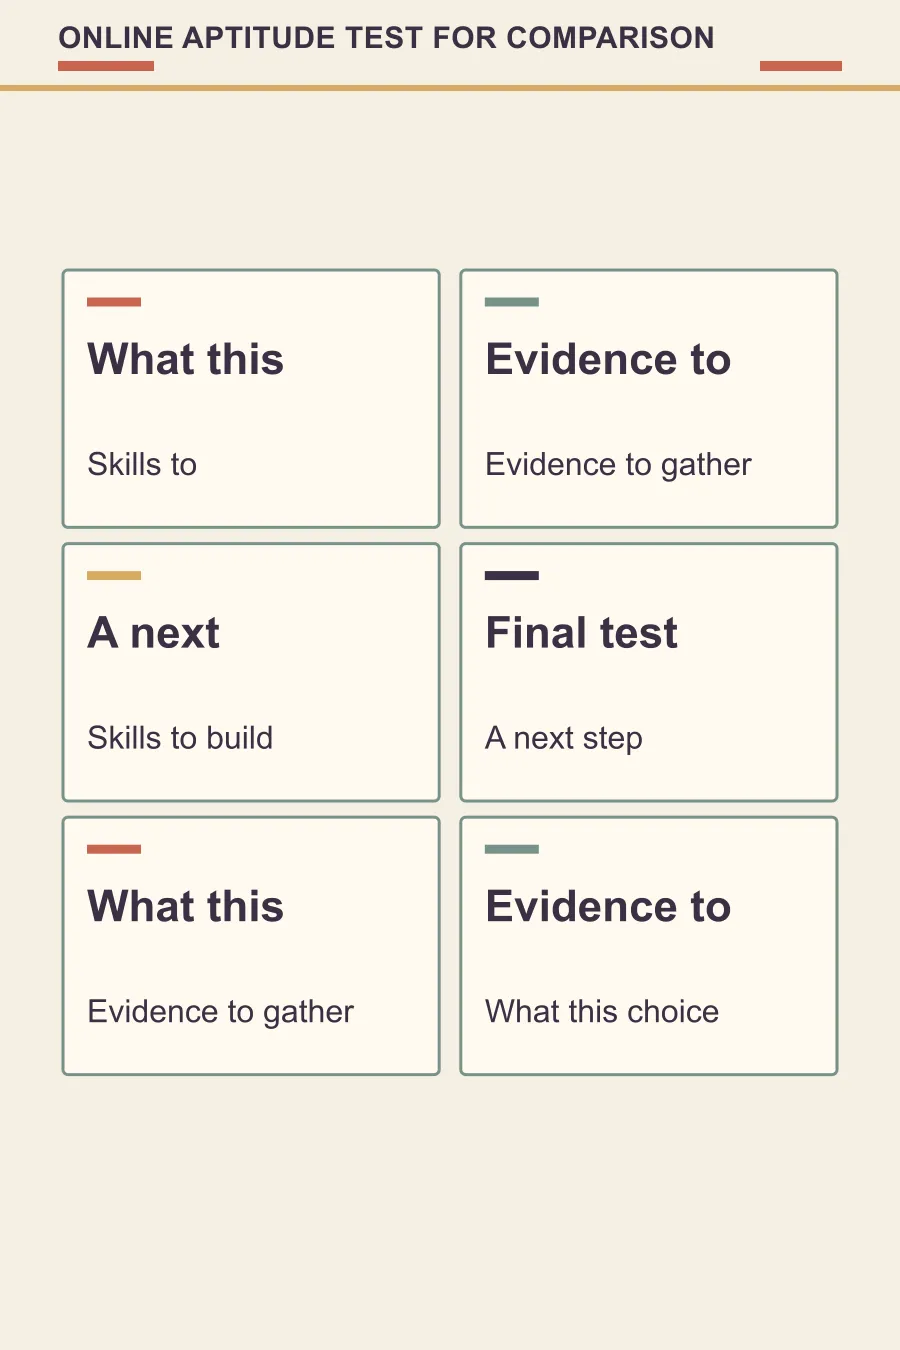 ONLINE APTITUDE TEST FOR COMPARISON
What this
Skills to
Evidence to
Evidence to gather
A next
Skills to build
Final test
A next step
What this
Evidence to gather
Evidence to
What this choice